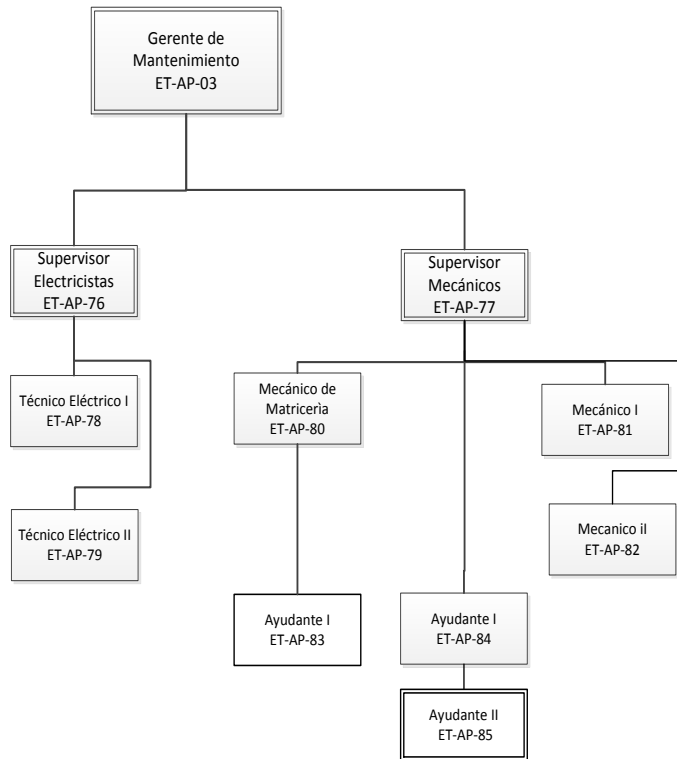 Gerente de
Mantenimiento
ET-AP-03
Supervisor
Electricistas
ET-AP-76
Supervisor
Mecánicos
ET-AP-77
Técnico Eléctrico I
ET-AP-78
Mecánico de
Matricerìa
ET-AP-80
Mecánico I
ET-AP-81
Técnico Eléctrico II
ET-AP-79
Mecanico iI
ET-AP-82
Ayudante I
ET-AP-83
Ayudante I
ET-AP-84
Ayudante II
ET-AP-85